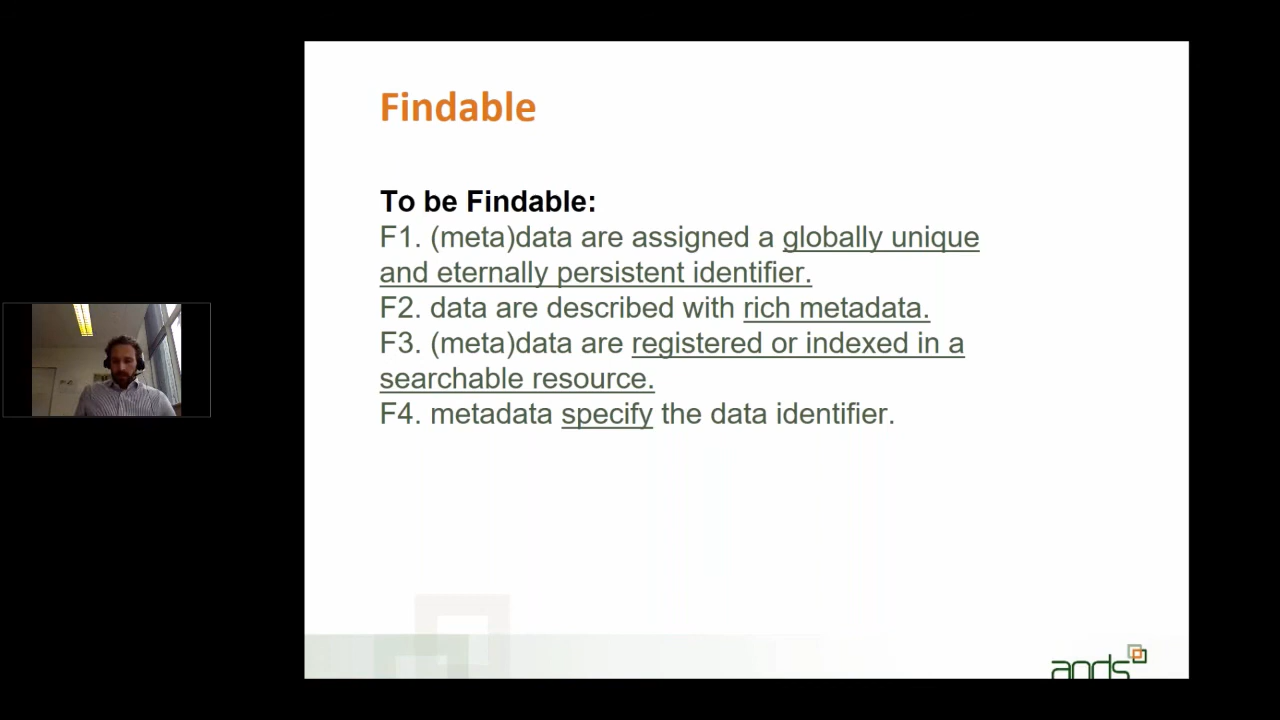 Findable
To be Findable:
F1. (meta)data are assigned a globally unique
and eternally persistent identifier.
F2. data are described with rich metadata.
F3. (meta)data are registered or indexed in a
searchable resource.
F4. metadata specify the data identifier.
ands